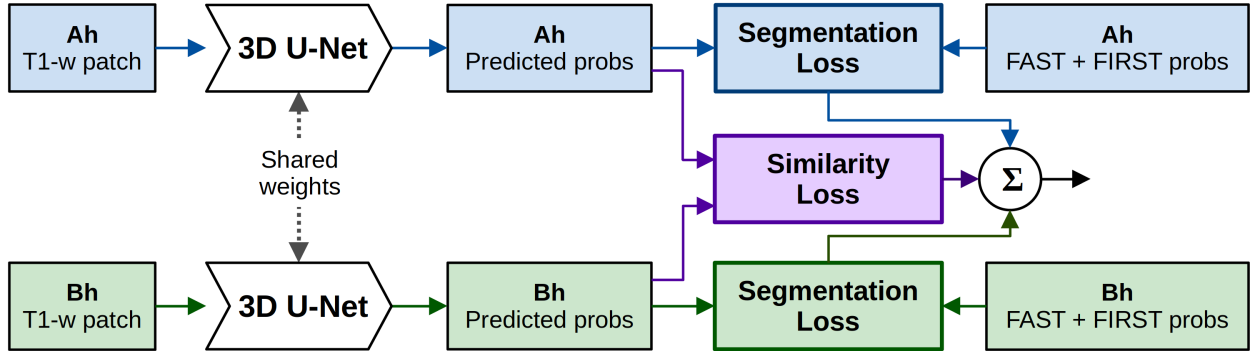 Ah
T1-w patch
3D U-Net
Ah
Predicted probs
Segmentation
Loss
Ah
FAST + FIRST probs
Shared
weights
Similarity
Loss
Σ
Bh
T1-w patch
3D U-Net
Bh
Predicted probs
Segmentation
Loss
Bh
FAST + FIRST probs